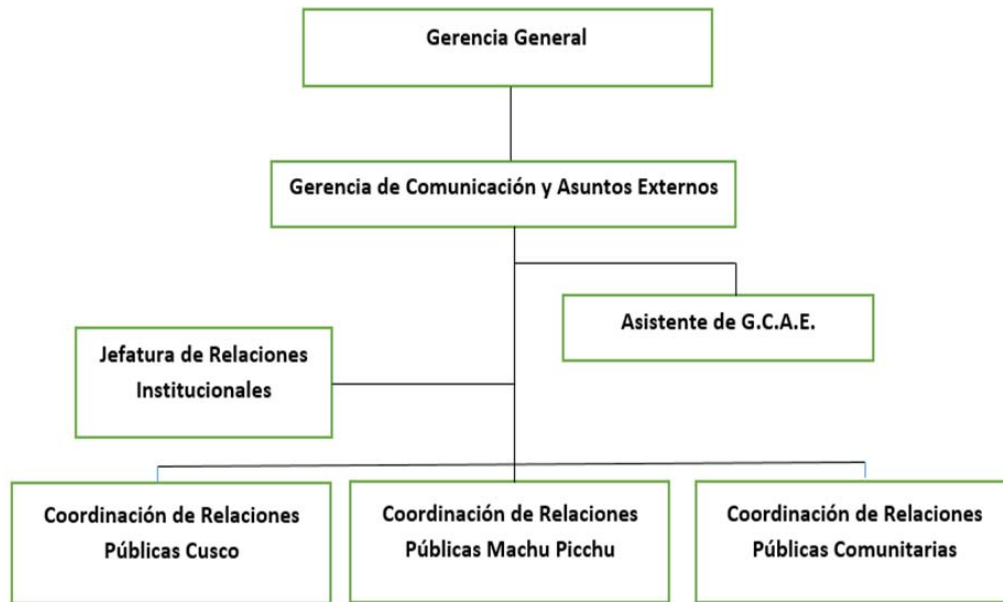 Gerencia General
Gerencia de Comunicación y Asuntos Externos
Asistente de G.C.A.E.
Jefatura de Relaciones
Institucionales
Coordinación de Relaciones
Públicas Cusco
Coordinación de Relaciones
Públicas Machu Picchu
Coordinación de Relaciones
Públicas Comunitarias